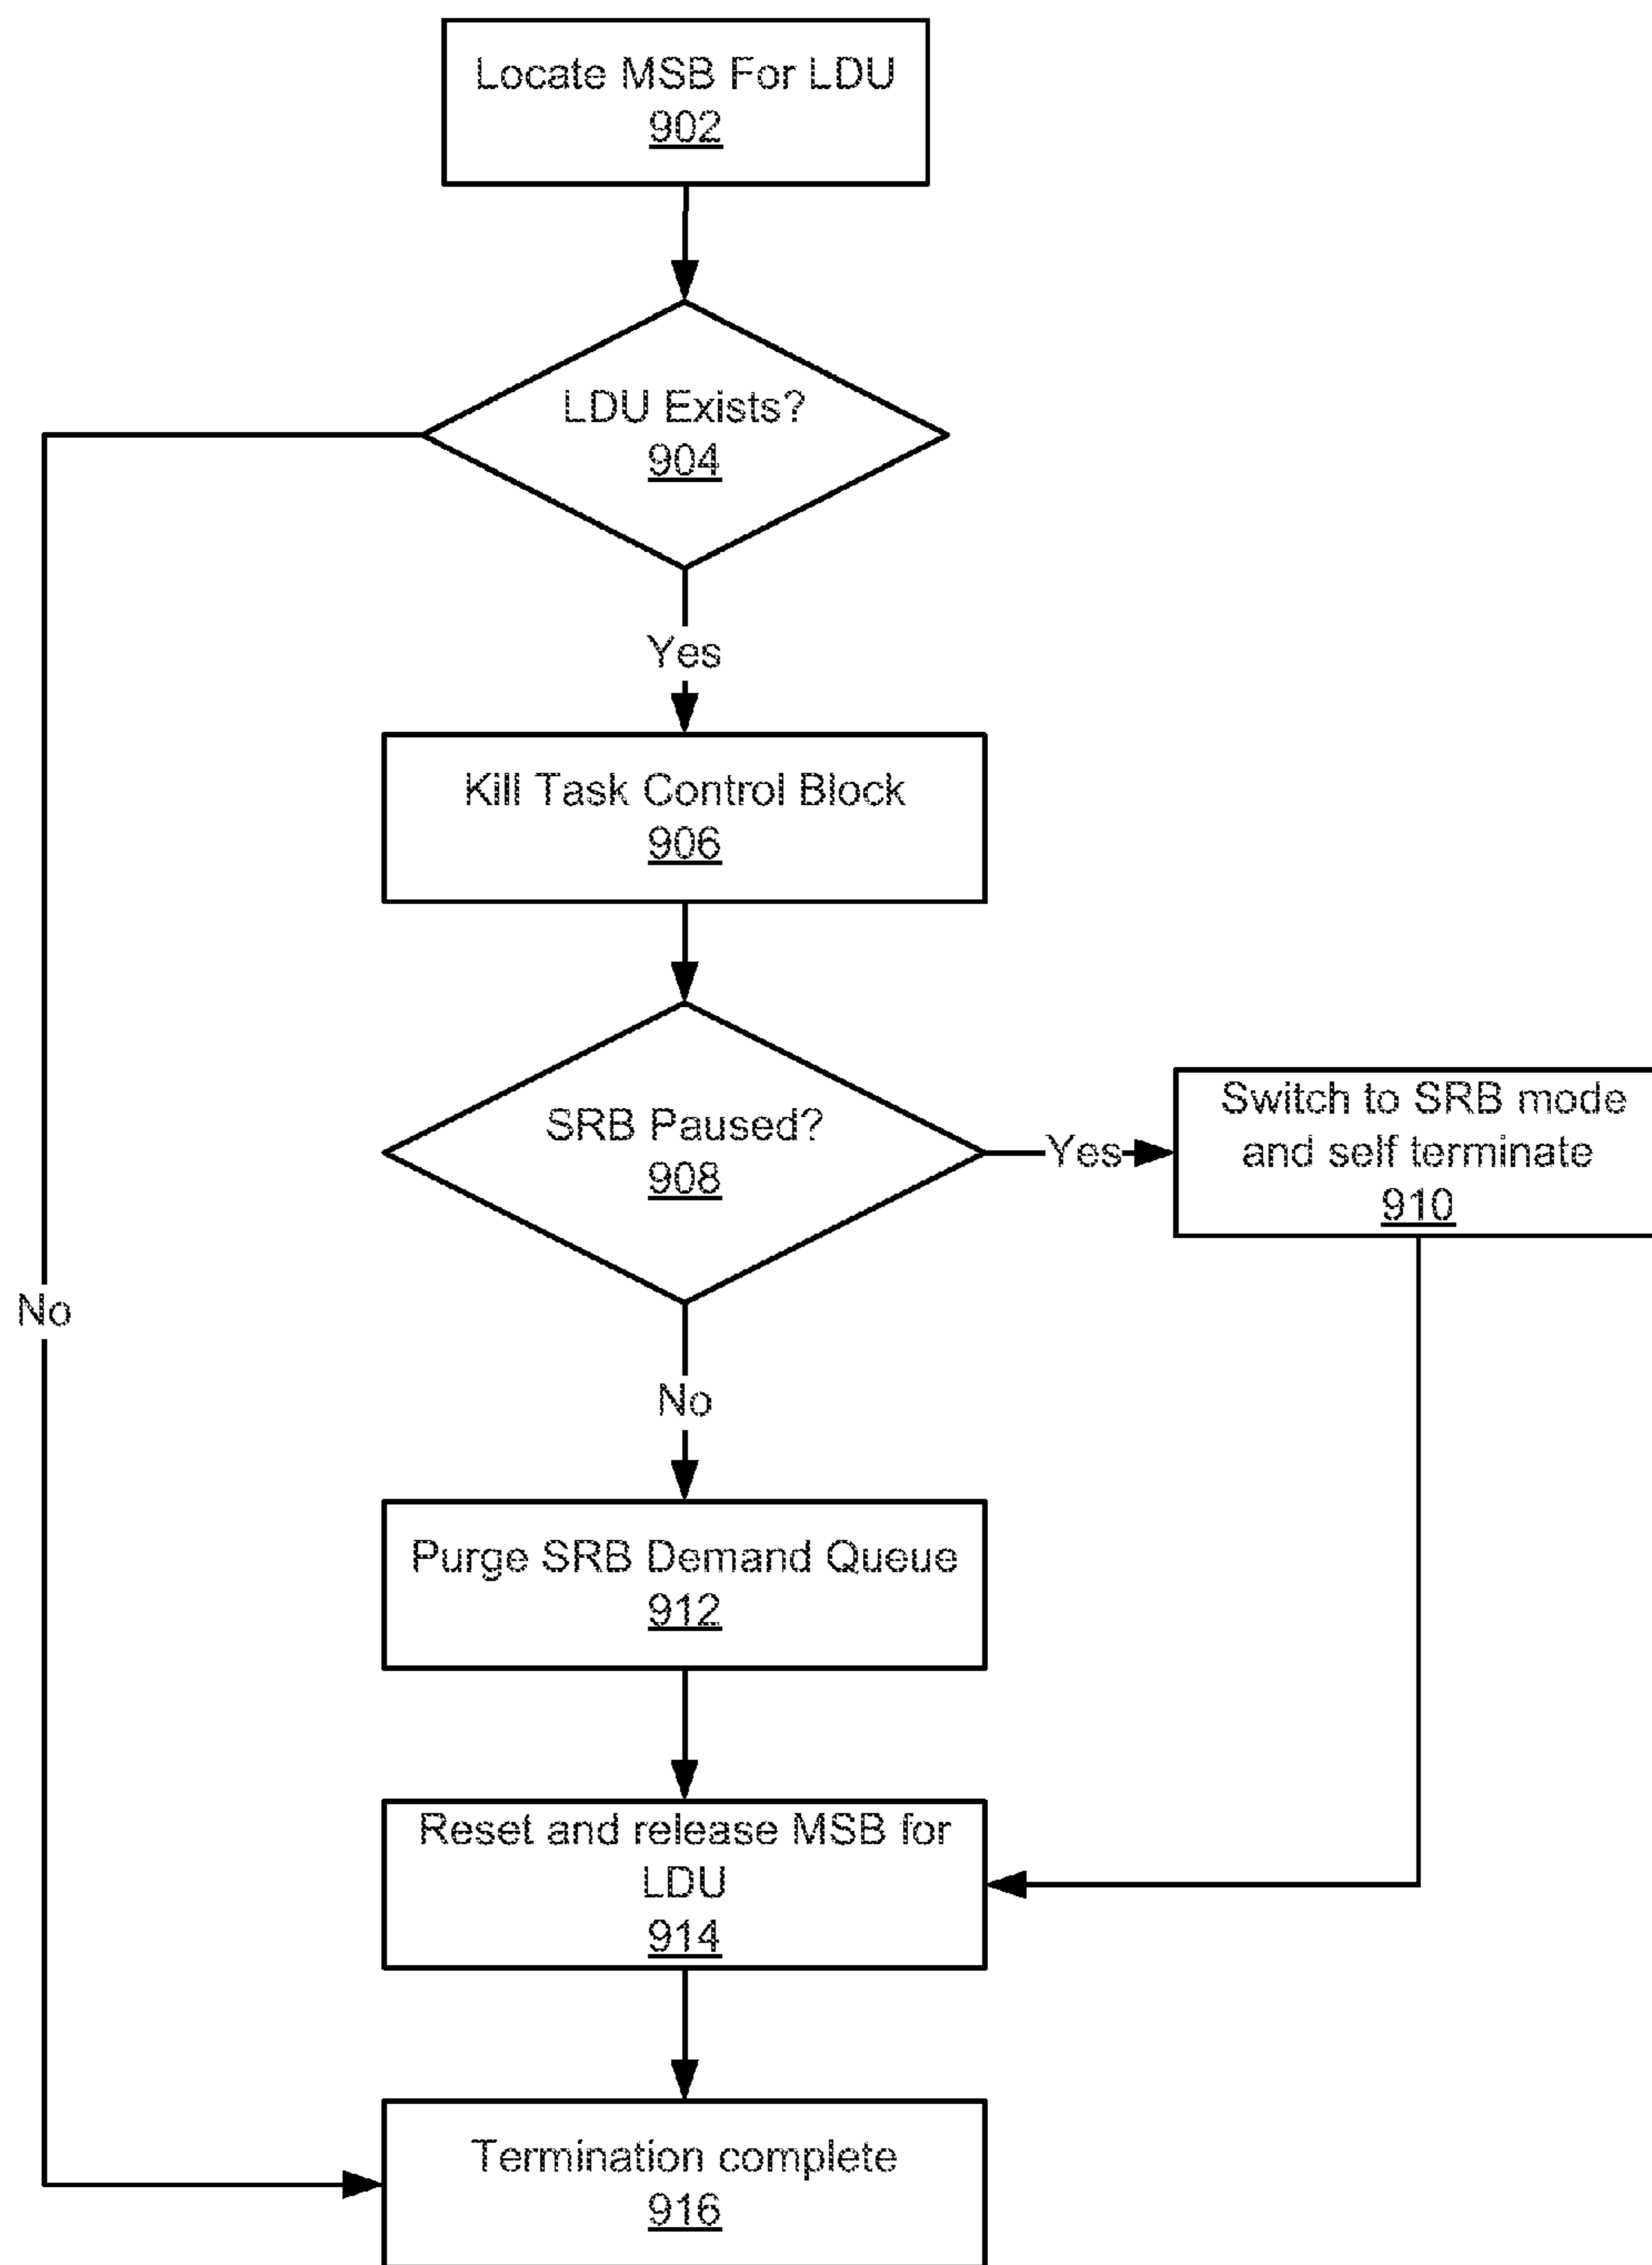 Locate MSB For LDU
902
LDU Exists?
904
Yes
Kill Task Control Block
906
SRB Paused?
908
Yes
Switch to SRB mode
and self terminate
910
No
No
Purge SRB Demand Queue
912
Reset and release MSB for
LDU
914
Termination complete
916